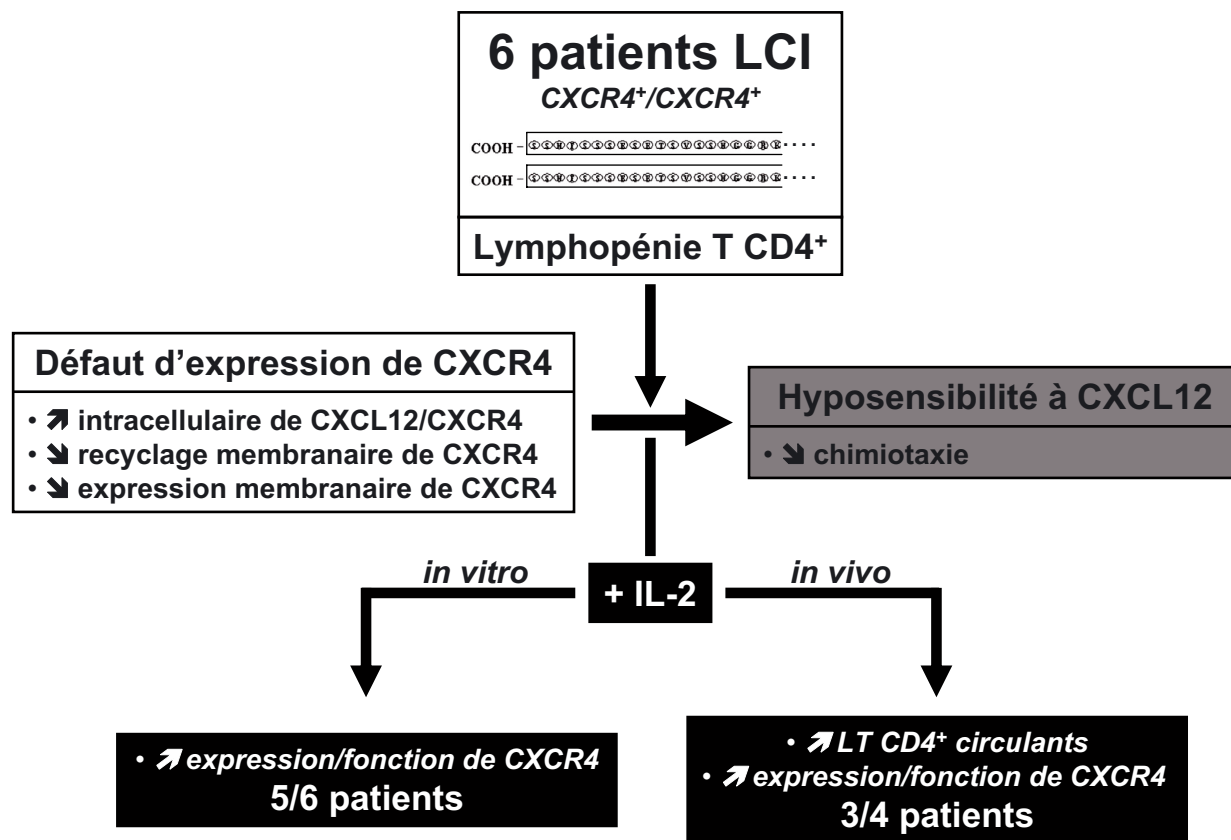 6 patients LCI
CXCR4⁺/CXCR4⁺
COOH -
COOH -
Lymphopénie T CD4⁺
Défaut d’expression de CXCR4
• ➚ intracellulaire de CXCL12/CXCR4
• ➘ recyclage membranaire de CXCR4
• ➘ expression membranaire de CXCR4
Hyposensibilité à CXCL12
• ➘ chimiotaxie
in vitro
+ IL-2
in vivo
• ➚ expression/fonction de CXCR4
5/6 patients
• ➚ LT CD4⁺ circulants
• ➚ expression/fonction de CXCR4
3/4 patients